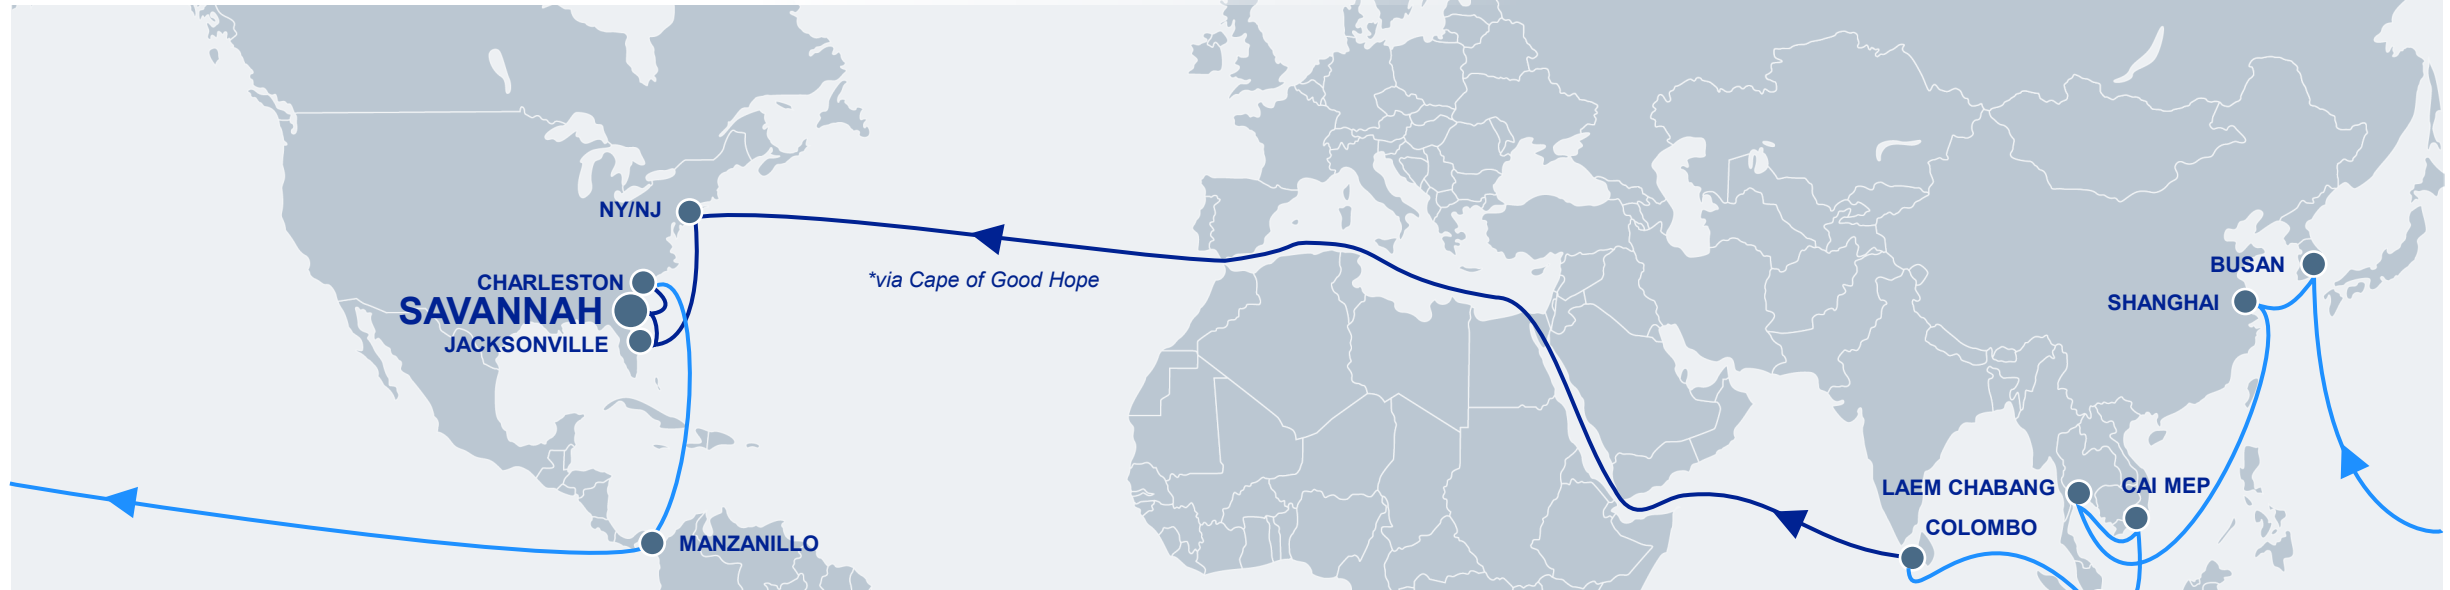 NY/NJ
*via Cape of Good Hope
CHARLESTON
SAVANNAH
JACKSONVILLE
MANZANILLO
BUSAN
SHANGHAI
LAEM CHABANG
CAI MEP
COLOMBO